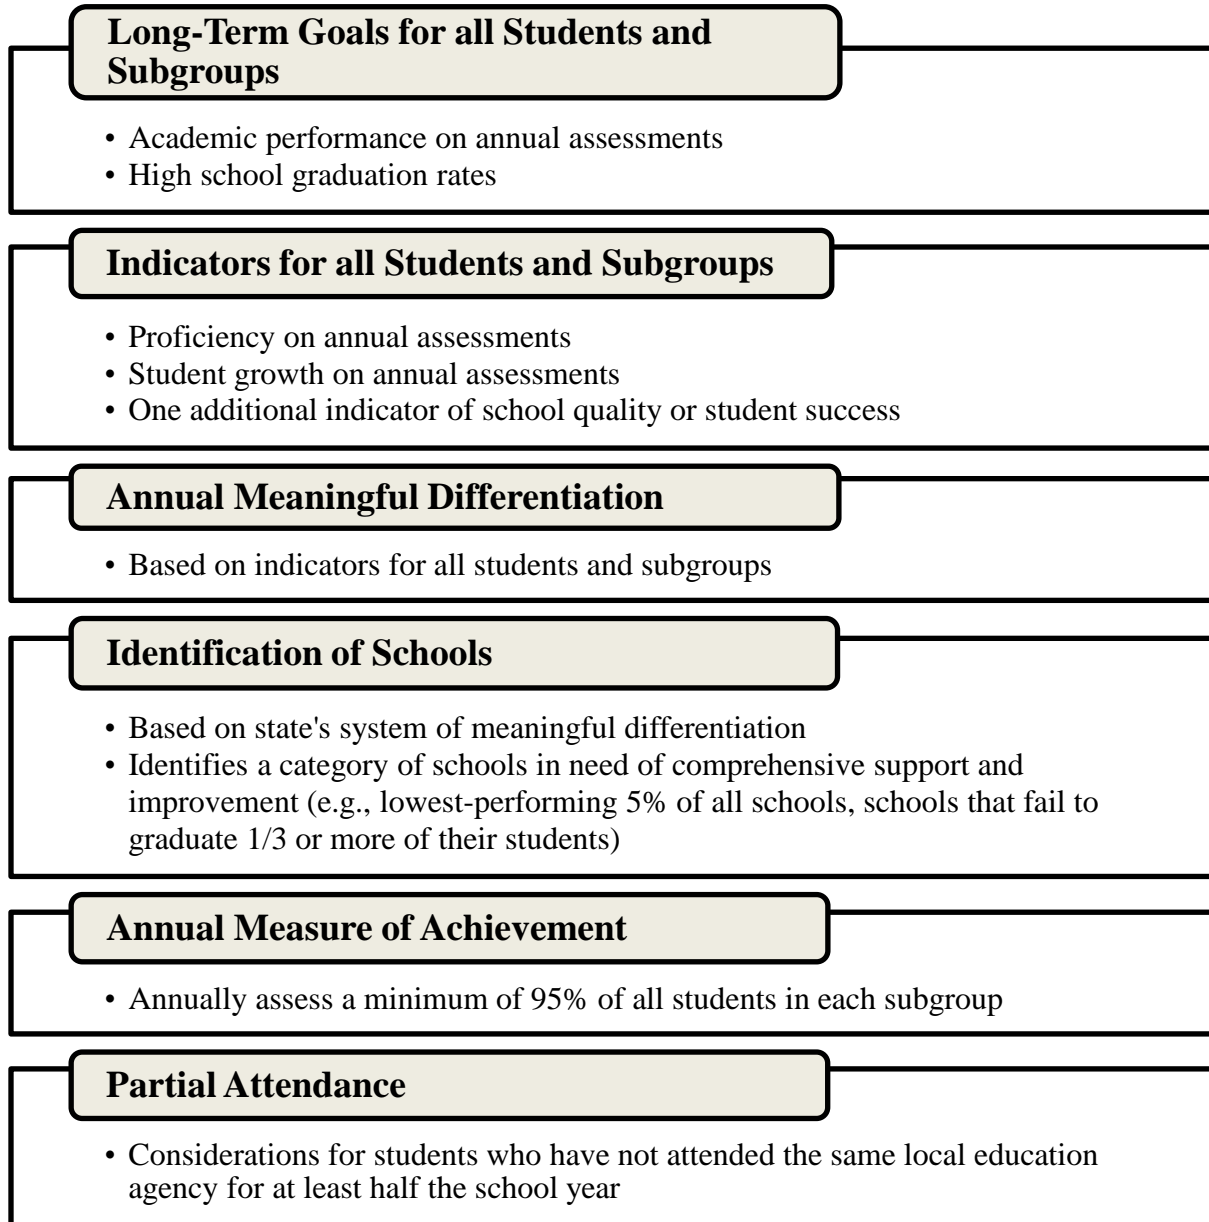 Long-Term Goals for all Students and
Subgroups
• Academic performance on annual assessments
• High school graduation rates
Indicators for all Students and Subgroups
• Proficiency on annual assessments
• Student growth on annual assessments
• One additional indicator of school quality or student success
Annual Meaningful Differentiation
• Based on indicators for all students and subgroups
Identification of Schools
• Based on state's system of meaningful differentiation
• Identifies a category of schools in need of comprehensive support and
improvement (e.g., lowest-performing 5% of all schools, schools that fail to
graduate 1/3 or more of their students)
Annual Measure of Achievement
• Annually assess a minimum of 95% of all students in each subgroup
Partial Attendance
• Considerations for students who have not attended the same local education
agency for at least half the school year